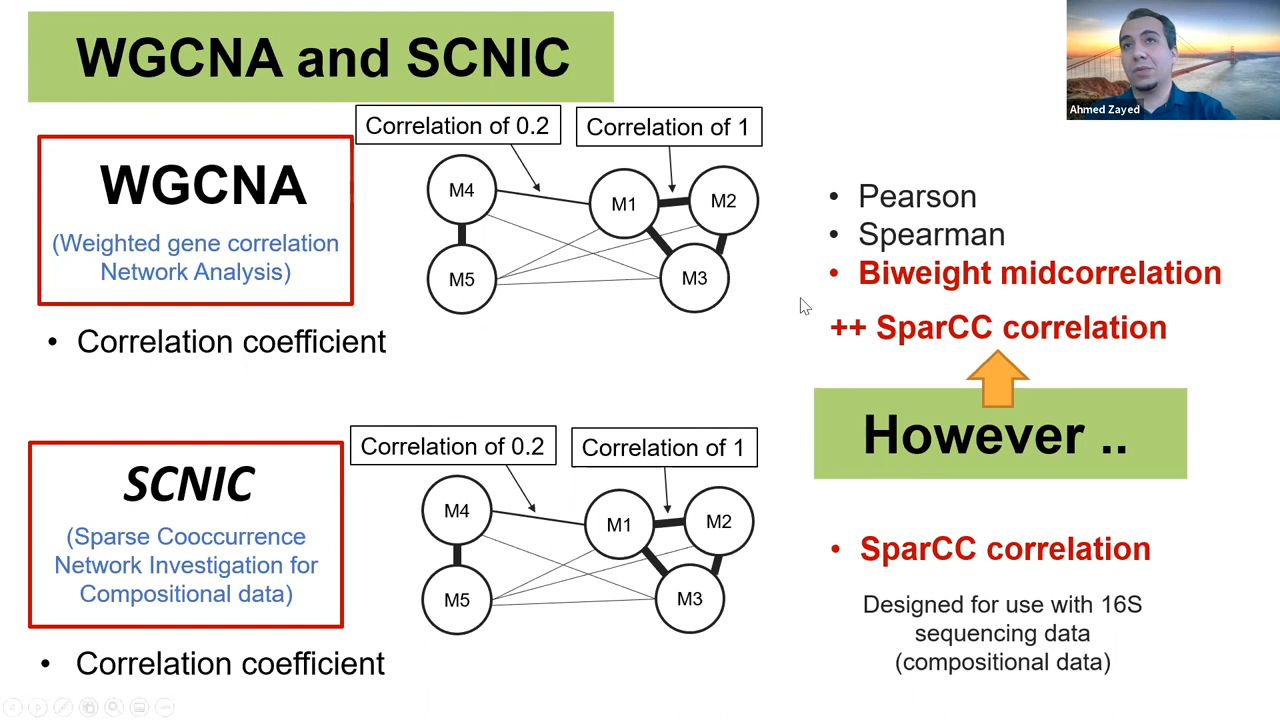 WGCNA and SCNIC
Ahmed Zayed
WGCNA
(Weighted gene correlation
Network Analysis)
• Correlation coefficient
Correlation of 0.2
Correlation of 1
M4
M1
M2
M5
M3
• Pearson
• Spearman
• Biweight midcorrelation
++ SparCC correlation
However ..
SCNIC
(Sparse Cooccurrence
Network Investigation for
Compositional data)
• Correlation coefficient
Correlation of 0.2
Correlation of 1
M4
M1
M2
M5
M3
• SparCC correlation
Designed for use with 16S
sequencing data
(compositional data)